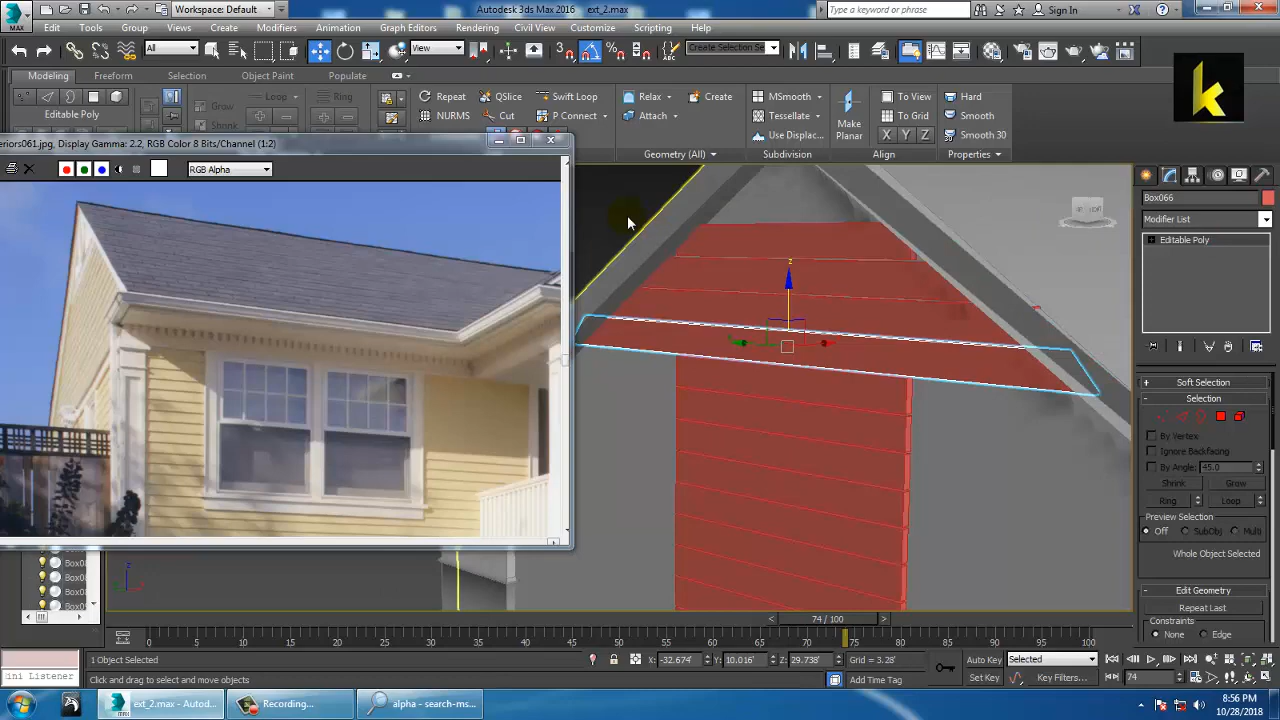 MAX
Workspace: Default
Autodesk 3ds Max 2016    ext_2.max
Type a keyword or phrase
Sign In
Edit Tools Group Views Create Modifiers Animation Graph Editors Rendering Civil View Customize Scripting Help
All
View
Create Selection Se
Modeling Freeform Selection Object Paint Populate
Loop Ring Repeat QSlice Swift Loop Relax Create MSmooth To View Hard
Grow
Editable Poly NURMS Cut P Connect Attach Tessellate Make Planar To Grid Smooth
Shrink
Use Displac... X Y Z Smooth 30
Geometry (All) Subdivision Align Properties
eriors061.jpg, Display Gamma: 2.2, RGB Color 8 Bits/Channel (1:2)
RGB Alpha
Box066
Modifier List
Editable Poly
z
Soft Selection
Selection
By Vertex
Ignore Backfacing
By Angle: 45.0
Shrink Grow
Ring Loop
Preview Selection
Off SubObj Multi
Whole Object Selected
Edit Geometry
Repeat Last
Constraints
None Edge
74 / 100
0 5 10 15 20 25 30 35 40 45 50 55 60 65 70 75 80 85 90 95 100
1 Object Selected
X: -32.674' Y: 10.016' Z: 29.738' Grid = 3.28'
Auto Key Selected
ini Listener
Click and drag to select and move objects
Add Time Tag
Set Key Key Filters... 74
ext_2.max - Autod...
Recording...
alpha - search-ms...
8:56 PM
10/28/2018